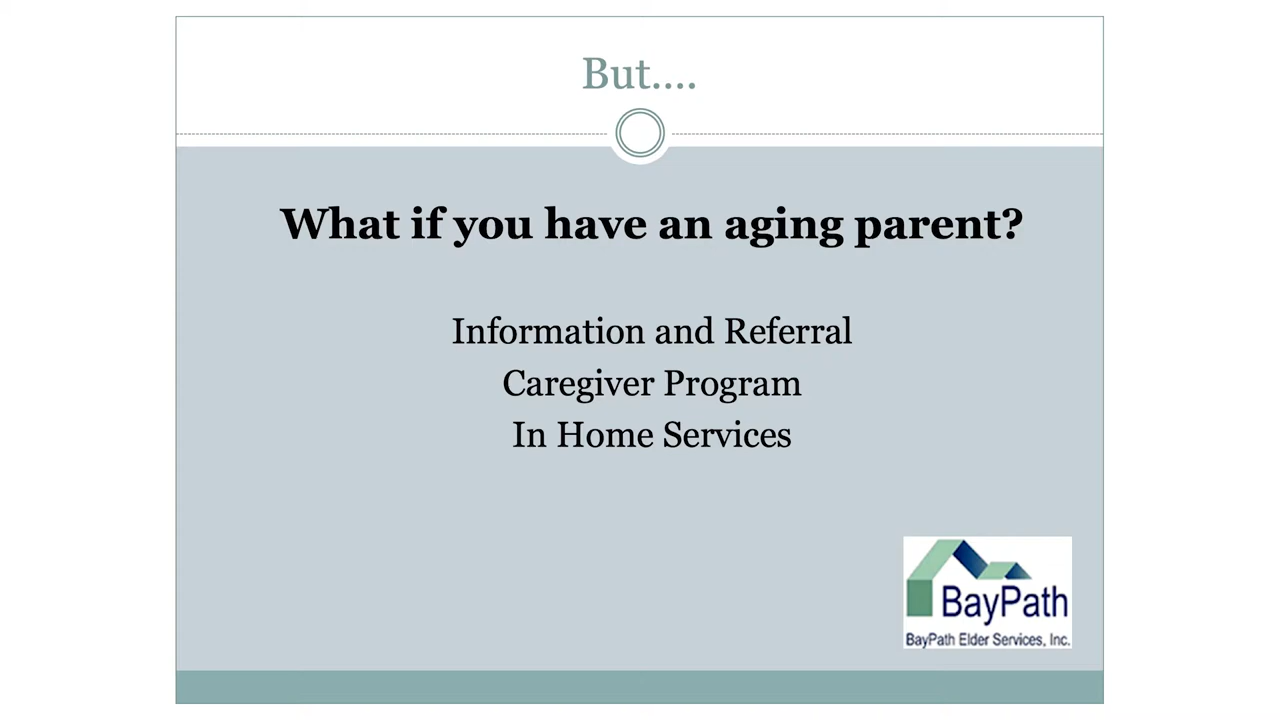 But....
What if you have an aging parent?
Information and Referral
Caregiver Program
In Home Services
BayPath
BayPath Elder Services, Inc.